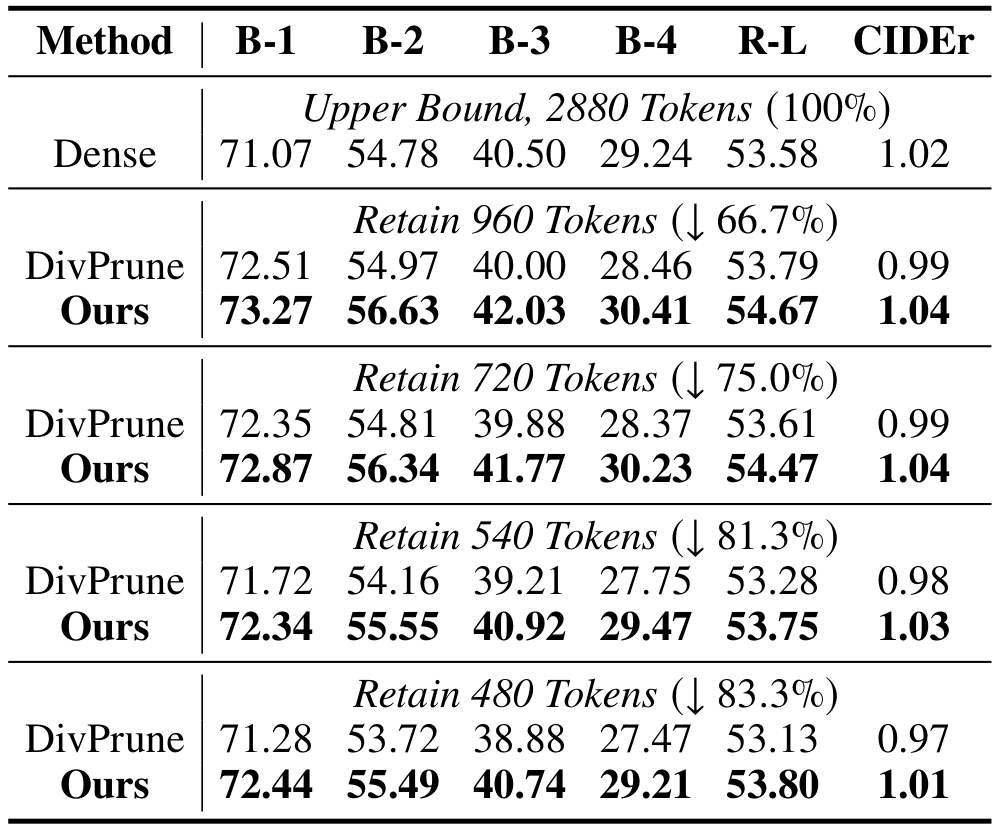 Method B-1 B-2 B-3 B-4 R-L CIDEr
Upper Bound, 2880 Tokens (100%)
Dense 71.07 54.78 40.50 29.24 53.58 1.02
Retain 960 Tokens (↓ 66.7%)
DivPrune 72.51 54.97 40.00 28.46 53.79 0.99
Ours 73.27 56.63 42.03 30.41 54.67 1.04
Retain 720 Tokens (↓ 75.0%)
DivPrune 72.35 54.81 39.88 28.37 53.61 0.99
Ours 72.87 56.34 41.77 30.23 54.47 1.04
Retain 540 Tokens (↓ 81.3%)
DivPrune 71.72 54.16 39.21 27.75 53.28 0.98
Ours 72.34 55.55 40.92 29.47 53.75 1.03
Retain 480 Tokens (↓ 83.3%)
DivPrune 71.28 53.72 38.88 27.47 53.13 0.97
Ours 72.44 55.49 40.74 29.21 53.80 1.01